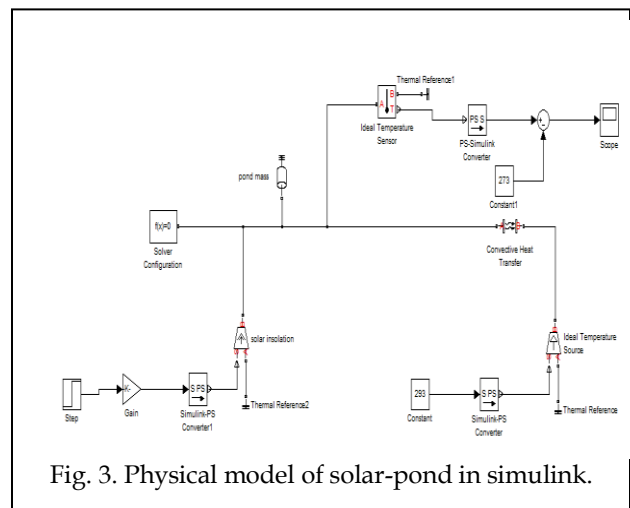 Thermal Reference1
B
A
T
Ideal Temperature
Sensor
PS S
PS-Simulink
Converter
+
-
Scope
pond mass
273
Constant1
f(x)=0
Solver
Configuration
Convective Heat
Transfer
solar insolation
Ideal Temperature
Source
-K-
S PS
Step
Gain
Simulink-PS
Converter1
Thermal Reference2
293
S PS
Constant
Simulink-PS
Converter
Thermal Reference
Fig. 3. Physical model of solar-pond in simulink.